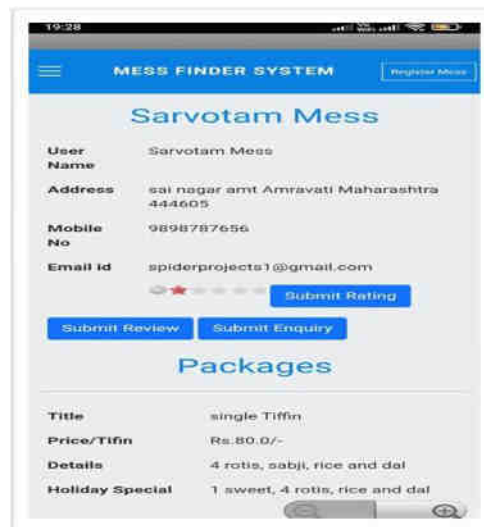 19:28
MESS FINDER SYSTEM Register Mess
Sarvotam Mess
User Name Sarvotam Mess
Address sai nagar amt Amravati Maharashtra
444605
Mobile No 9898787656
Email Id spiderprojects1@gmail.com
Submit Rating
Submit Review Submit Enquiry
Packages
Title single Tiffin
Price/Tifin Rs.80.0/-
Details 4 rotis, sabji, rice and dal
Holiday Special 1 sweet, 4 rotis, rice and dal